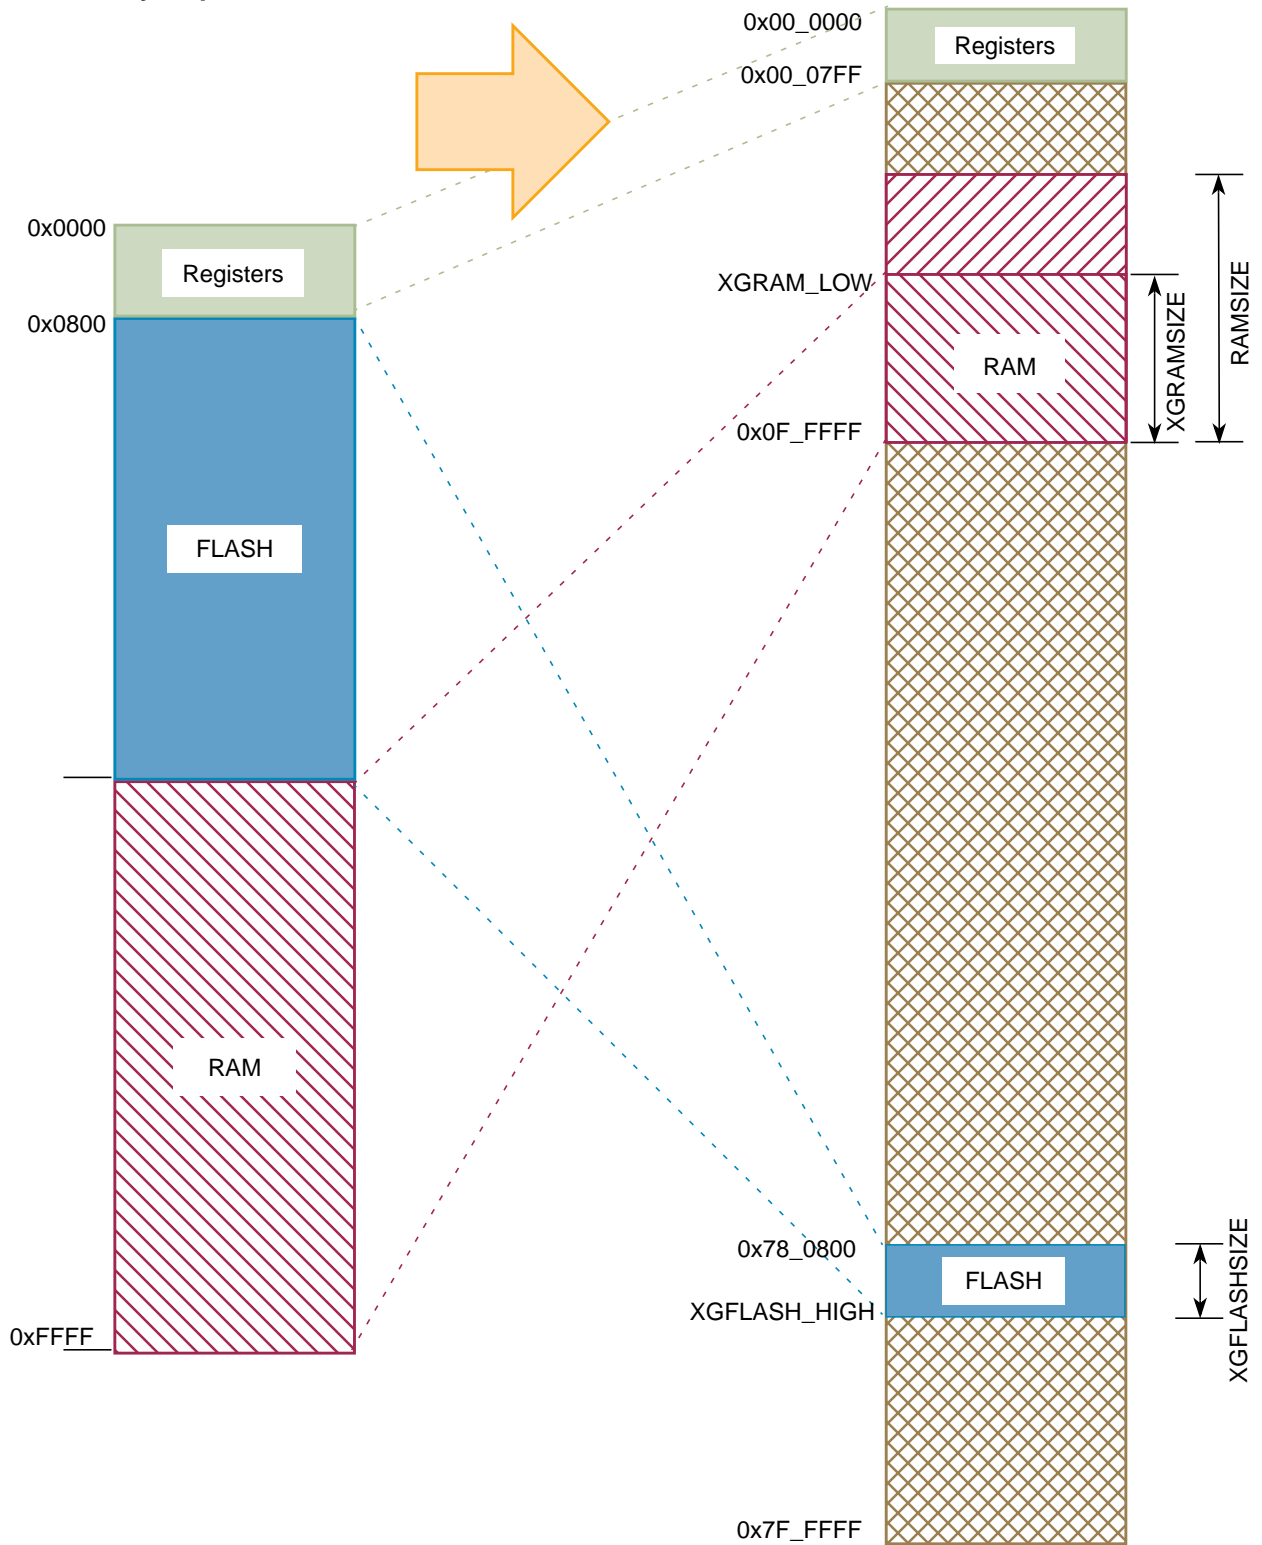 0x0000
Registers
0x0800
FLASH
RAM
0xFFFF
0x00_0000
Registers
0x00_07FF
XGRAM_LOW
RAM
0x0F_FFFF
XGRAMSIZE
RAMSIZE
0x78_0800
FLASH
XGFLASH_HIGH
XGFLASHSIZE
0x7F_FFFF